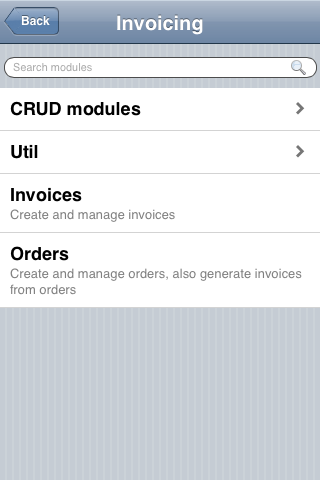 Back
Invoicing
Search modules
CRUD modules
Util
Invoices
Create and manage invoices
Orders
Create and manage orders, also generate invoices
from orders